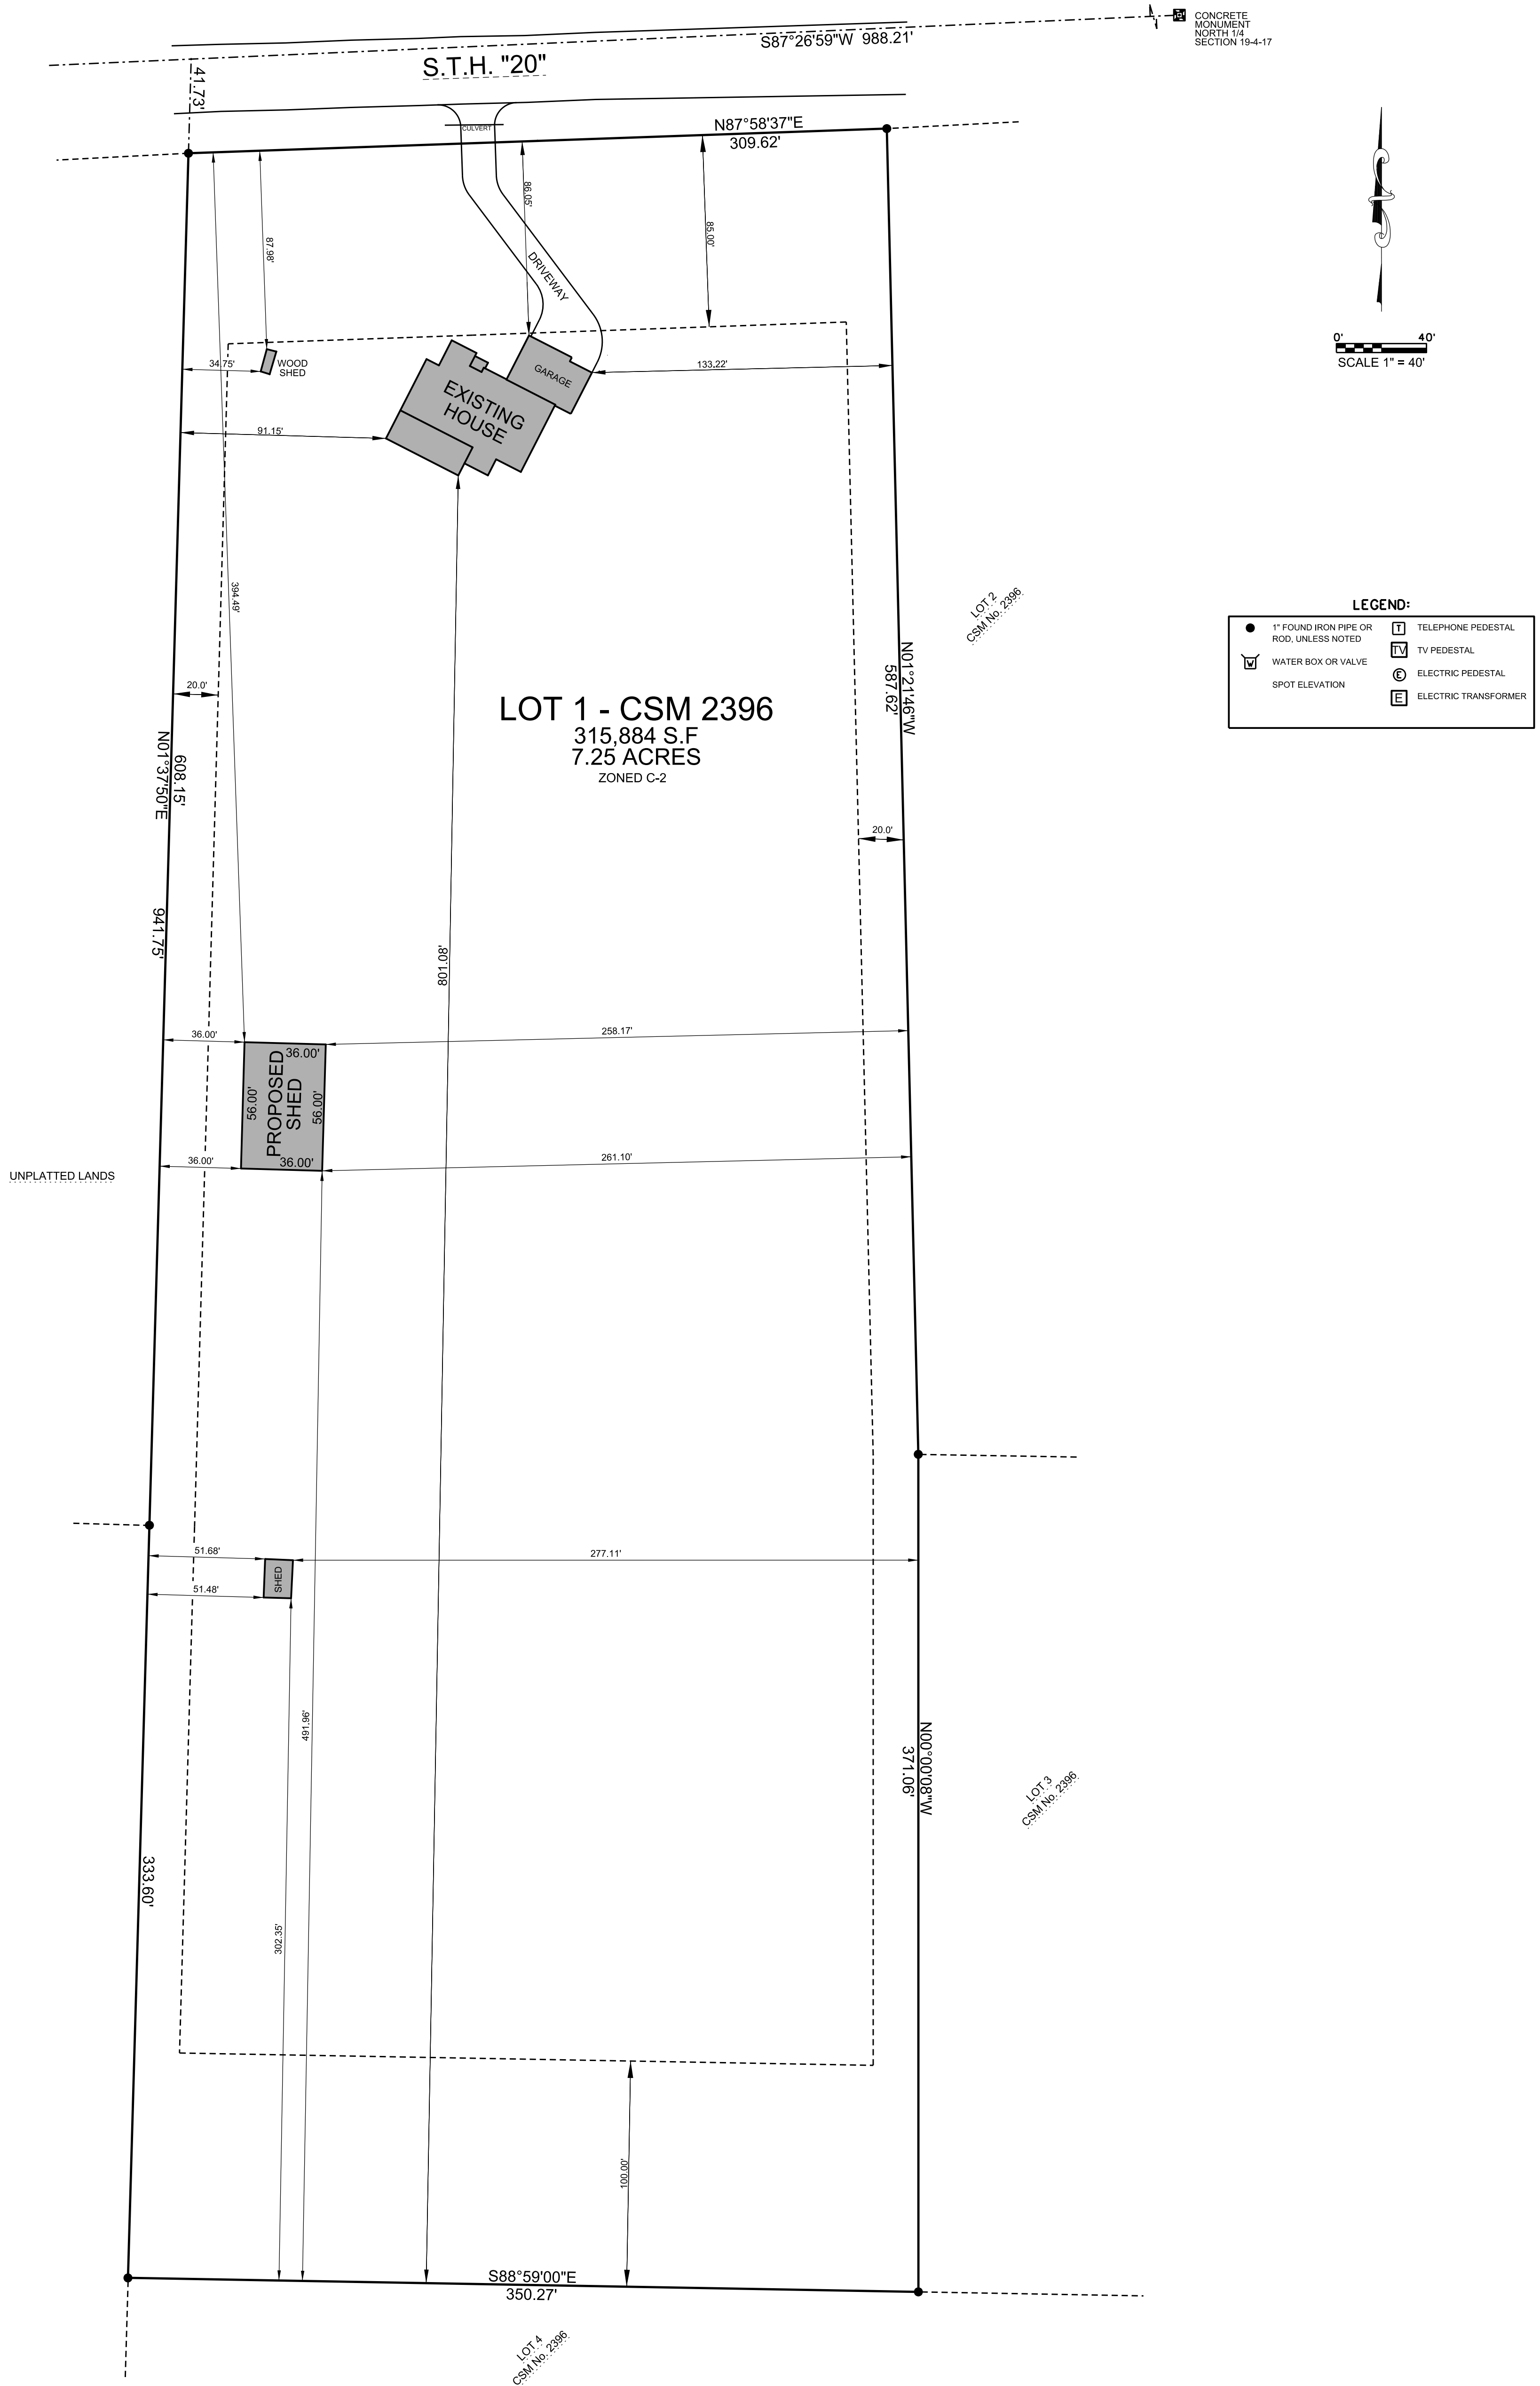 CONCRETE
MONUMENT
NORTH 1/4
SECTION 19-4-17
S87°26'59"W 988.21'
S.T.H. "20"
41.73'
CULVERT
N87°58'37"E
309.62'
87.98'
86.05'
85.00'
DRIVEWAY
34.75'
WOOD
SHED
GARAGE
133.22'
EXISTING
HOUSE
91.15'
0' 40'
SCALE 1" = 40'
394.49'
LOT 2
CSM No. 2396
LEGEND:
1" FOUND IRON PIPE OR
ROD, UNLESS NOTED
W WATER BOX OR VALVE
SPOT ELEVATION
T TELEPHONE PEDESTAL
TV TV PEDESTAL
E ELECTRIC PEDESTAL
E ELECTRIC TRANSFORMER
20.0'
N01°21'46"W
587.62'
LOT 1 - CSM 2396
315,884 S.F
7.25 ACRES
ZONED C-2
N01°37'50"E
608.15'
20.0'
941.75'
801.08'
36.00'
258.17'
36.00'
56.00'
PROPOSED
SHED
56.00'
36.00'
36.00'
261.10'
UNPLATTED LANDS
51.68'
277.11'
SHED
51.48'
491.96'
N00°00'08"W
371.06'
LOT 3
CSM No. 2396
333.60'
302.35'
100.00'
S88°59'00"E
350.27'
LOT 4
CSM No. 2396